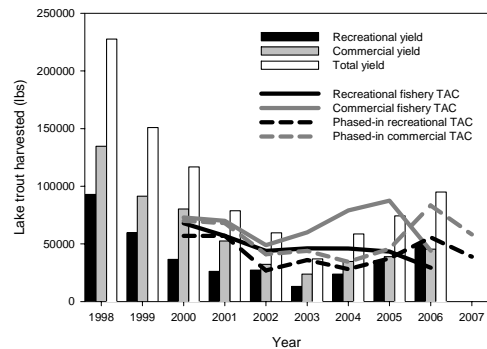 250000
200000
150000
100000
50000
0
Lake trout harvested (lbs)
Recreational yield
Commercial yield
Total yield
Recreational fishery TAC
Commercial fishery TAC
Phased-in recreational TAC
Phased-in commercial TAC
1998 1999 2000 2001 2002 2003 2004 2005 2006 2007
Year